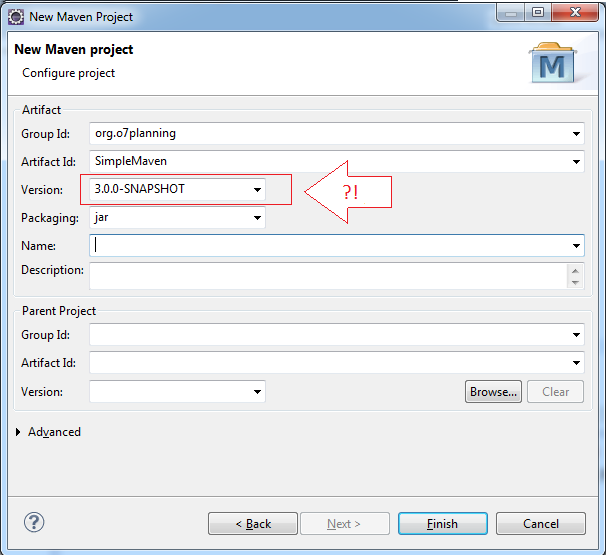 New Maven Project
New Maven project
Configure project
M
Artifact
Group Id: org.o7planning
Artifact Id: SimpleMaven
Version: 3.0.0-SNAPSHOT ?!
Packaging: jar
Name:
Description:
Parent Project
Group Id:
Artifact Id:
Version: Browse... Clear
Advanced
? < Back Next > Finish Cancel